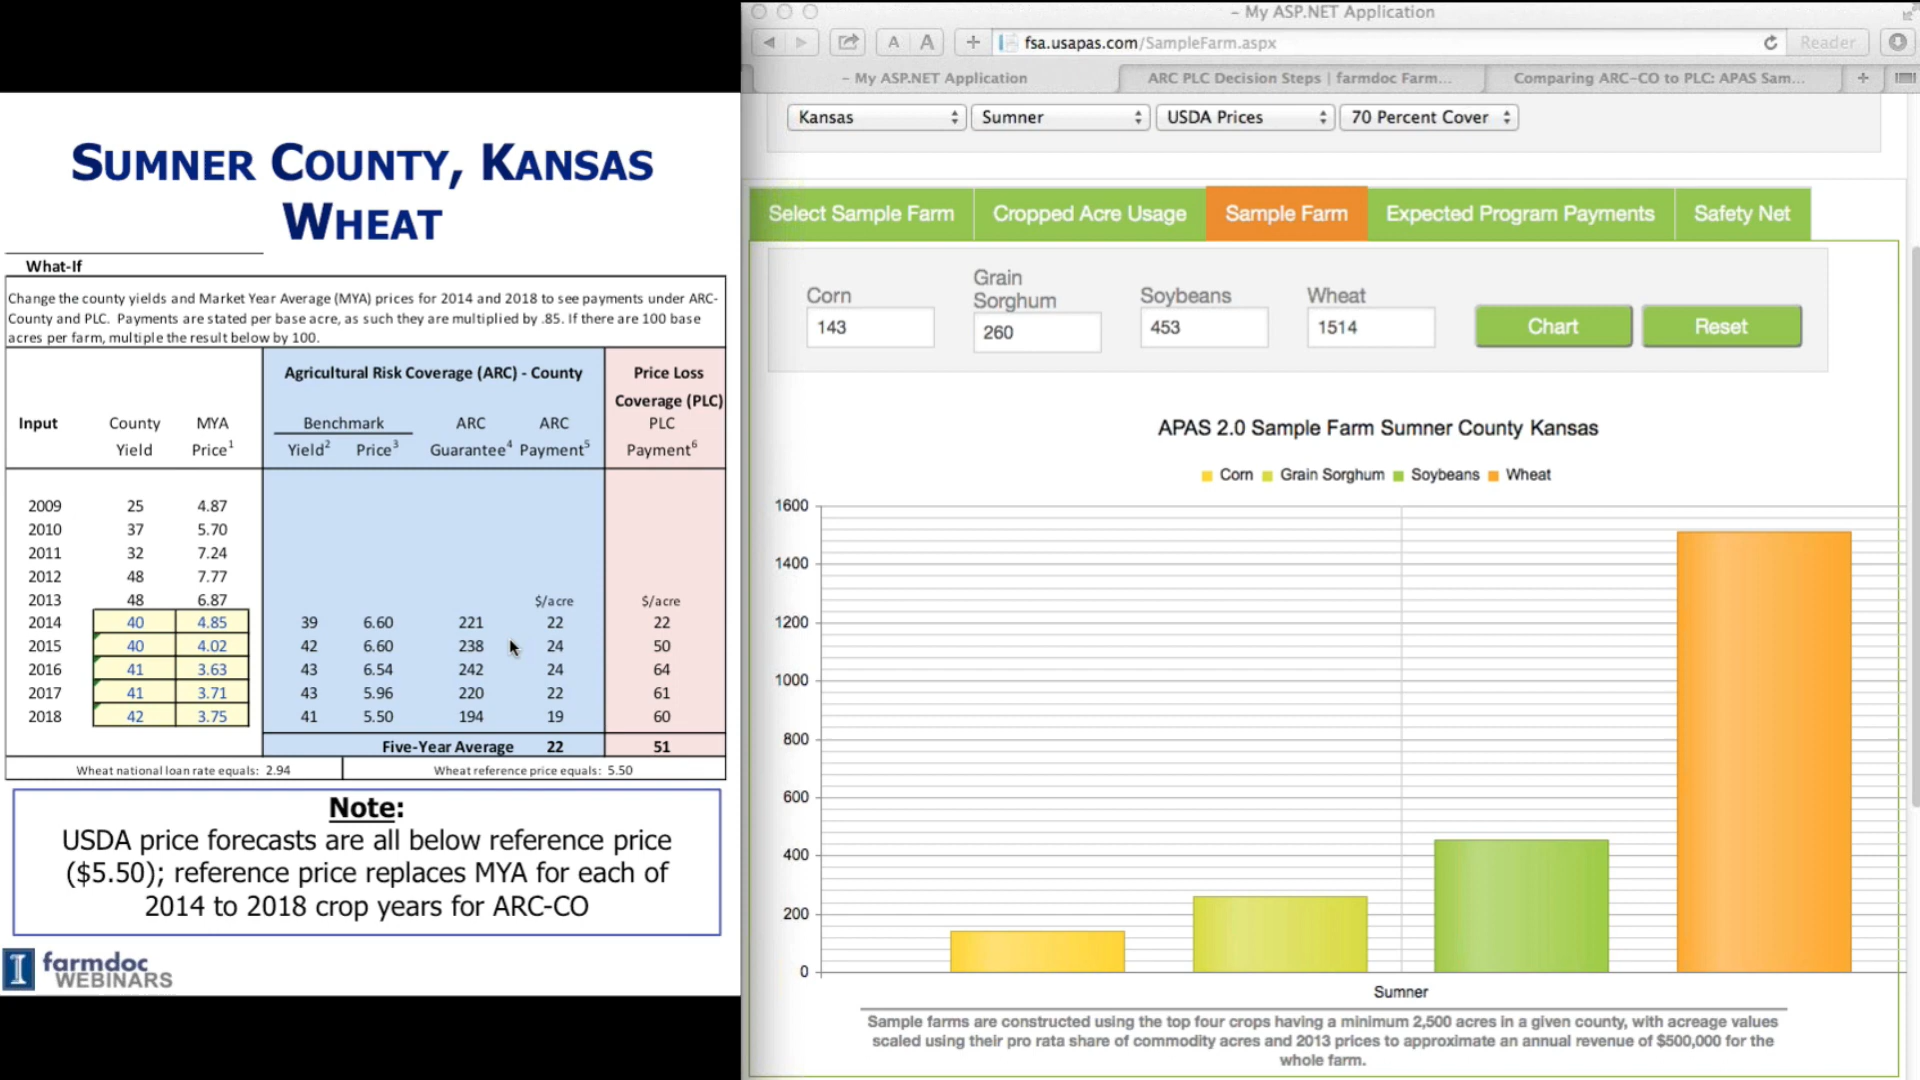 SUMNER COUNTY, KANSAS
WHEAT
What-If
Change the county yields and Market Year Average (MYA) prices for 2014 and 2018 to see payments under ARC-
County and PLC. Payments are stated per base acre, as such they are multiplied by .85. If there are 100 base
acres per farm, multiple the result below by 100.
Agricultural Risk Coverage (ARC) - County Price Loss
Coverage (PLC)
Input County MYA Benchmark ARC ARC PLC
Yield Price1 Yield2 Price3 Guarantee4 Payment5 Payment6
2009 25 4.87
2010 37 5.70
2011 32 7.24
2012 48 7.77
2013 48 6.87 $/acre $/acre
2014 40 4.85 39 6.60 221 22 22
2015 40 4.02 42 6.60 238 24 50
2016 41 3.63 43 6.54 242 24 64
2017 41 3.71 43 5.96 220 22 61
2018 42 3.75 41 5.50 194 19 60
Five-Year Average 22 51
Wheat national loan rate equals: 2.94 Wheat reference price equals: 5.50
Note:
USDA price forecasts are all below reference price
($5.50); reference price replaces MYA for each of
2014 to 2018 crop years for ARC-CO
I farmdoc
WEBINARS
– My ASP.NET Application
A A + fsa.usapas.com/SampleFarm.aspx Reader
– My ASP.NET Application ARC PLC Decision Steps | farmdoc Farm... Comparing ARC-CO to PLC: APAS Sam... +
Kansas Sumner USDA Prices 70 Percent Cover
Select Sample Farm Cropped Acre Usage Sample Farm Expected Program Payments Safety Net
Corn Grain Sorghum Soybeans Wheat
143 260 453 1514 Chart Reset
APAS 2.0 Sample Farm Sumner County Kansas
Corn Grain Sorghum Soybeans Wheat
1600
1400
1200
1000
800
600
400
200
0
Sumner
Sample farms are constructed using the top four crops having a minimum 2,500 acres in a given county, with acreage values
scaled using their pro rata share of commodity acres and 2013 prices to approximate an annual revenue of $500,000 for the
whole farm.